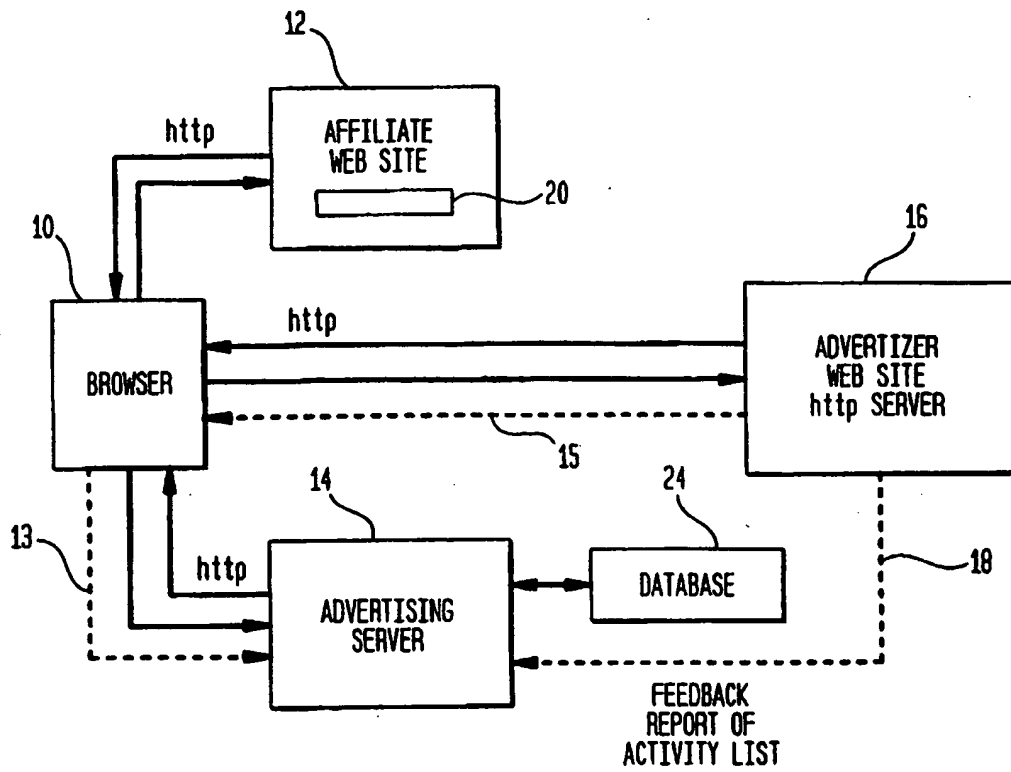 12
http
AFFILIATE
WEB SITE
20
10
16
http
BROWSER
ADVERTIZER
WEB SITE
http SERVER
15
14
24
13
http
18
DATABASE
ADVERTISING
SERVER
FEEDBACK
REPORT OF
ACTIVITY LIST